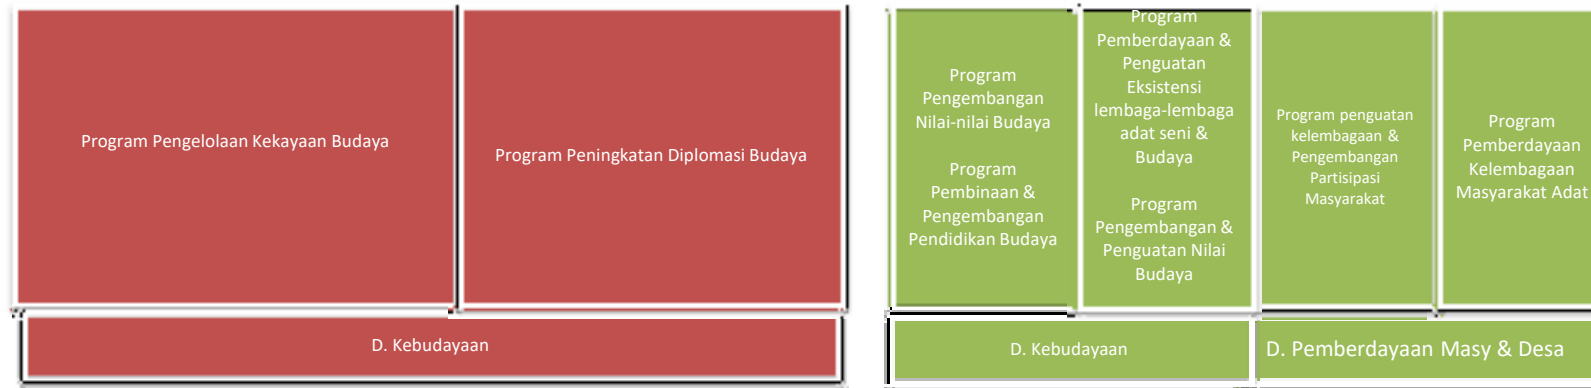 Program Pengelolaan Kekayaan Budaya
Program Peningkatan Diplomasi Budaya
D. Kebudayaan
Program
Pengembangan
Nilai-nilai Budaya
Program
Pembinaan &
Pengembangan
Pendidikan Budaya
Program
Pemberdayaan &
Penguatan
Eksistensi
lembaga-lembaga
adat seni &
Budaya
Program
Pengembangan &
Penguatan Nilai
Budaya
Program penguatan
kelembagaan &
Pengembangan
Partisipasi
Masyarakat
Program
Pemberdayaan
Kelembagaan
Masyarakat Adat
D. Kebudayaan
D. Pemberdayaan Masy & Desa